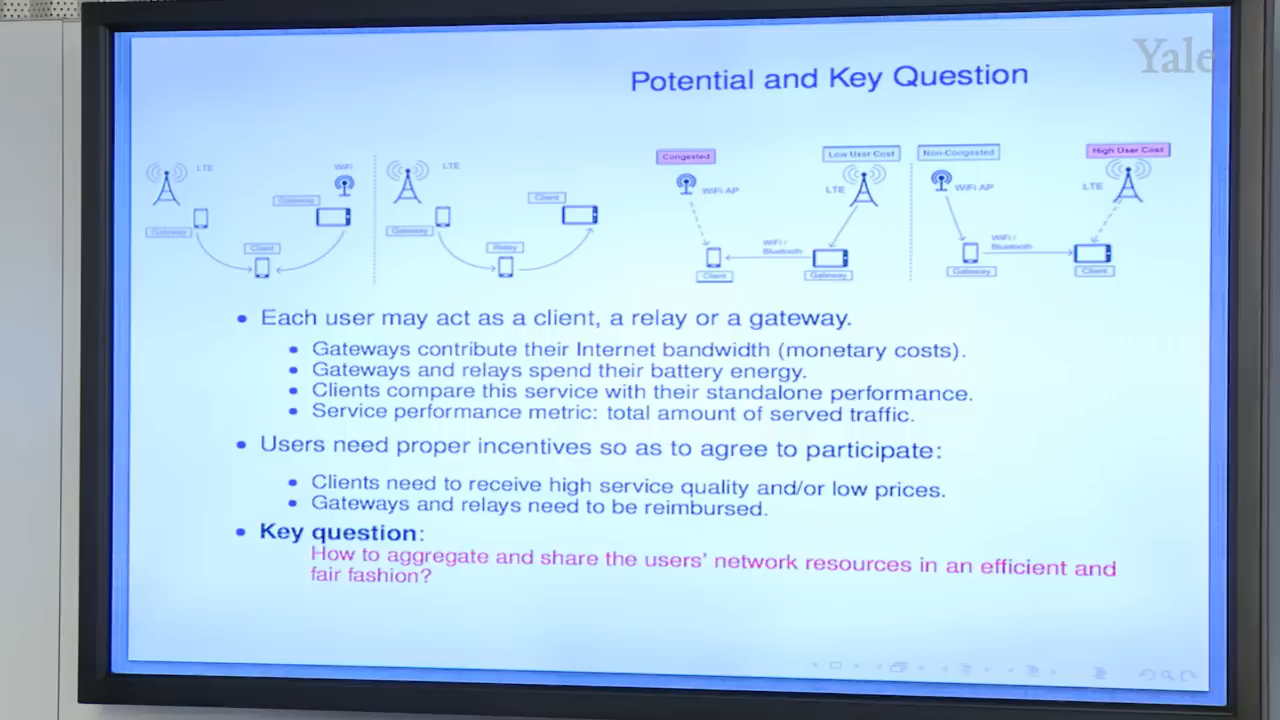 Yale
Potential and Key Question
LTE
WiFi
Gateway
Gateway
Client
LTE
Client
Gateway
Relay
Congested
Low User Cost
WiFi AP
LTE
WiFi /
Bluetooth
Client
Gateway
Non-Congested
High User Cost
WiFi AP
LTE
WiFi /
Bluetooth
Gateway
Client
• Each user may act as a client, a relay or a gateway.
• Gateways contribute their Internet bandwidth (monetary costs).
• Gateways and relays spend their battery energy.
• Clients compare this service with their standalone performance.
• Service performance metric: total amount of served traffic.
• Users need proper incentives so as to agree to participate:
• Clients need to receive high service quality and/or low prices.
• Gateways and relays need to be reimbursed.
• Key question:
How to aggregate and share the users' network resources in an efficient and
fair fashion?